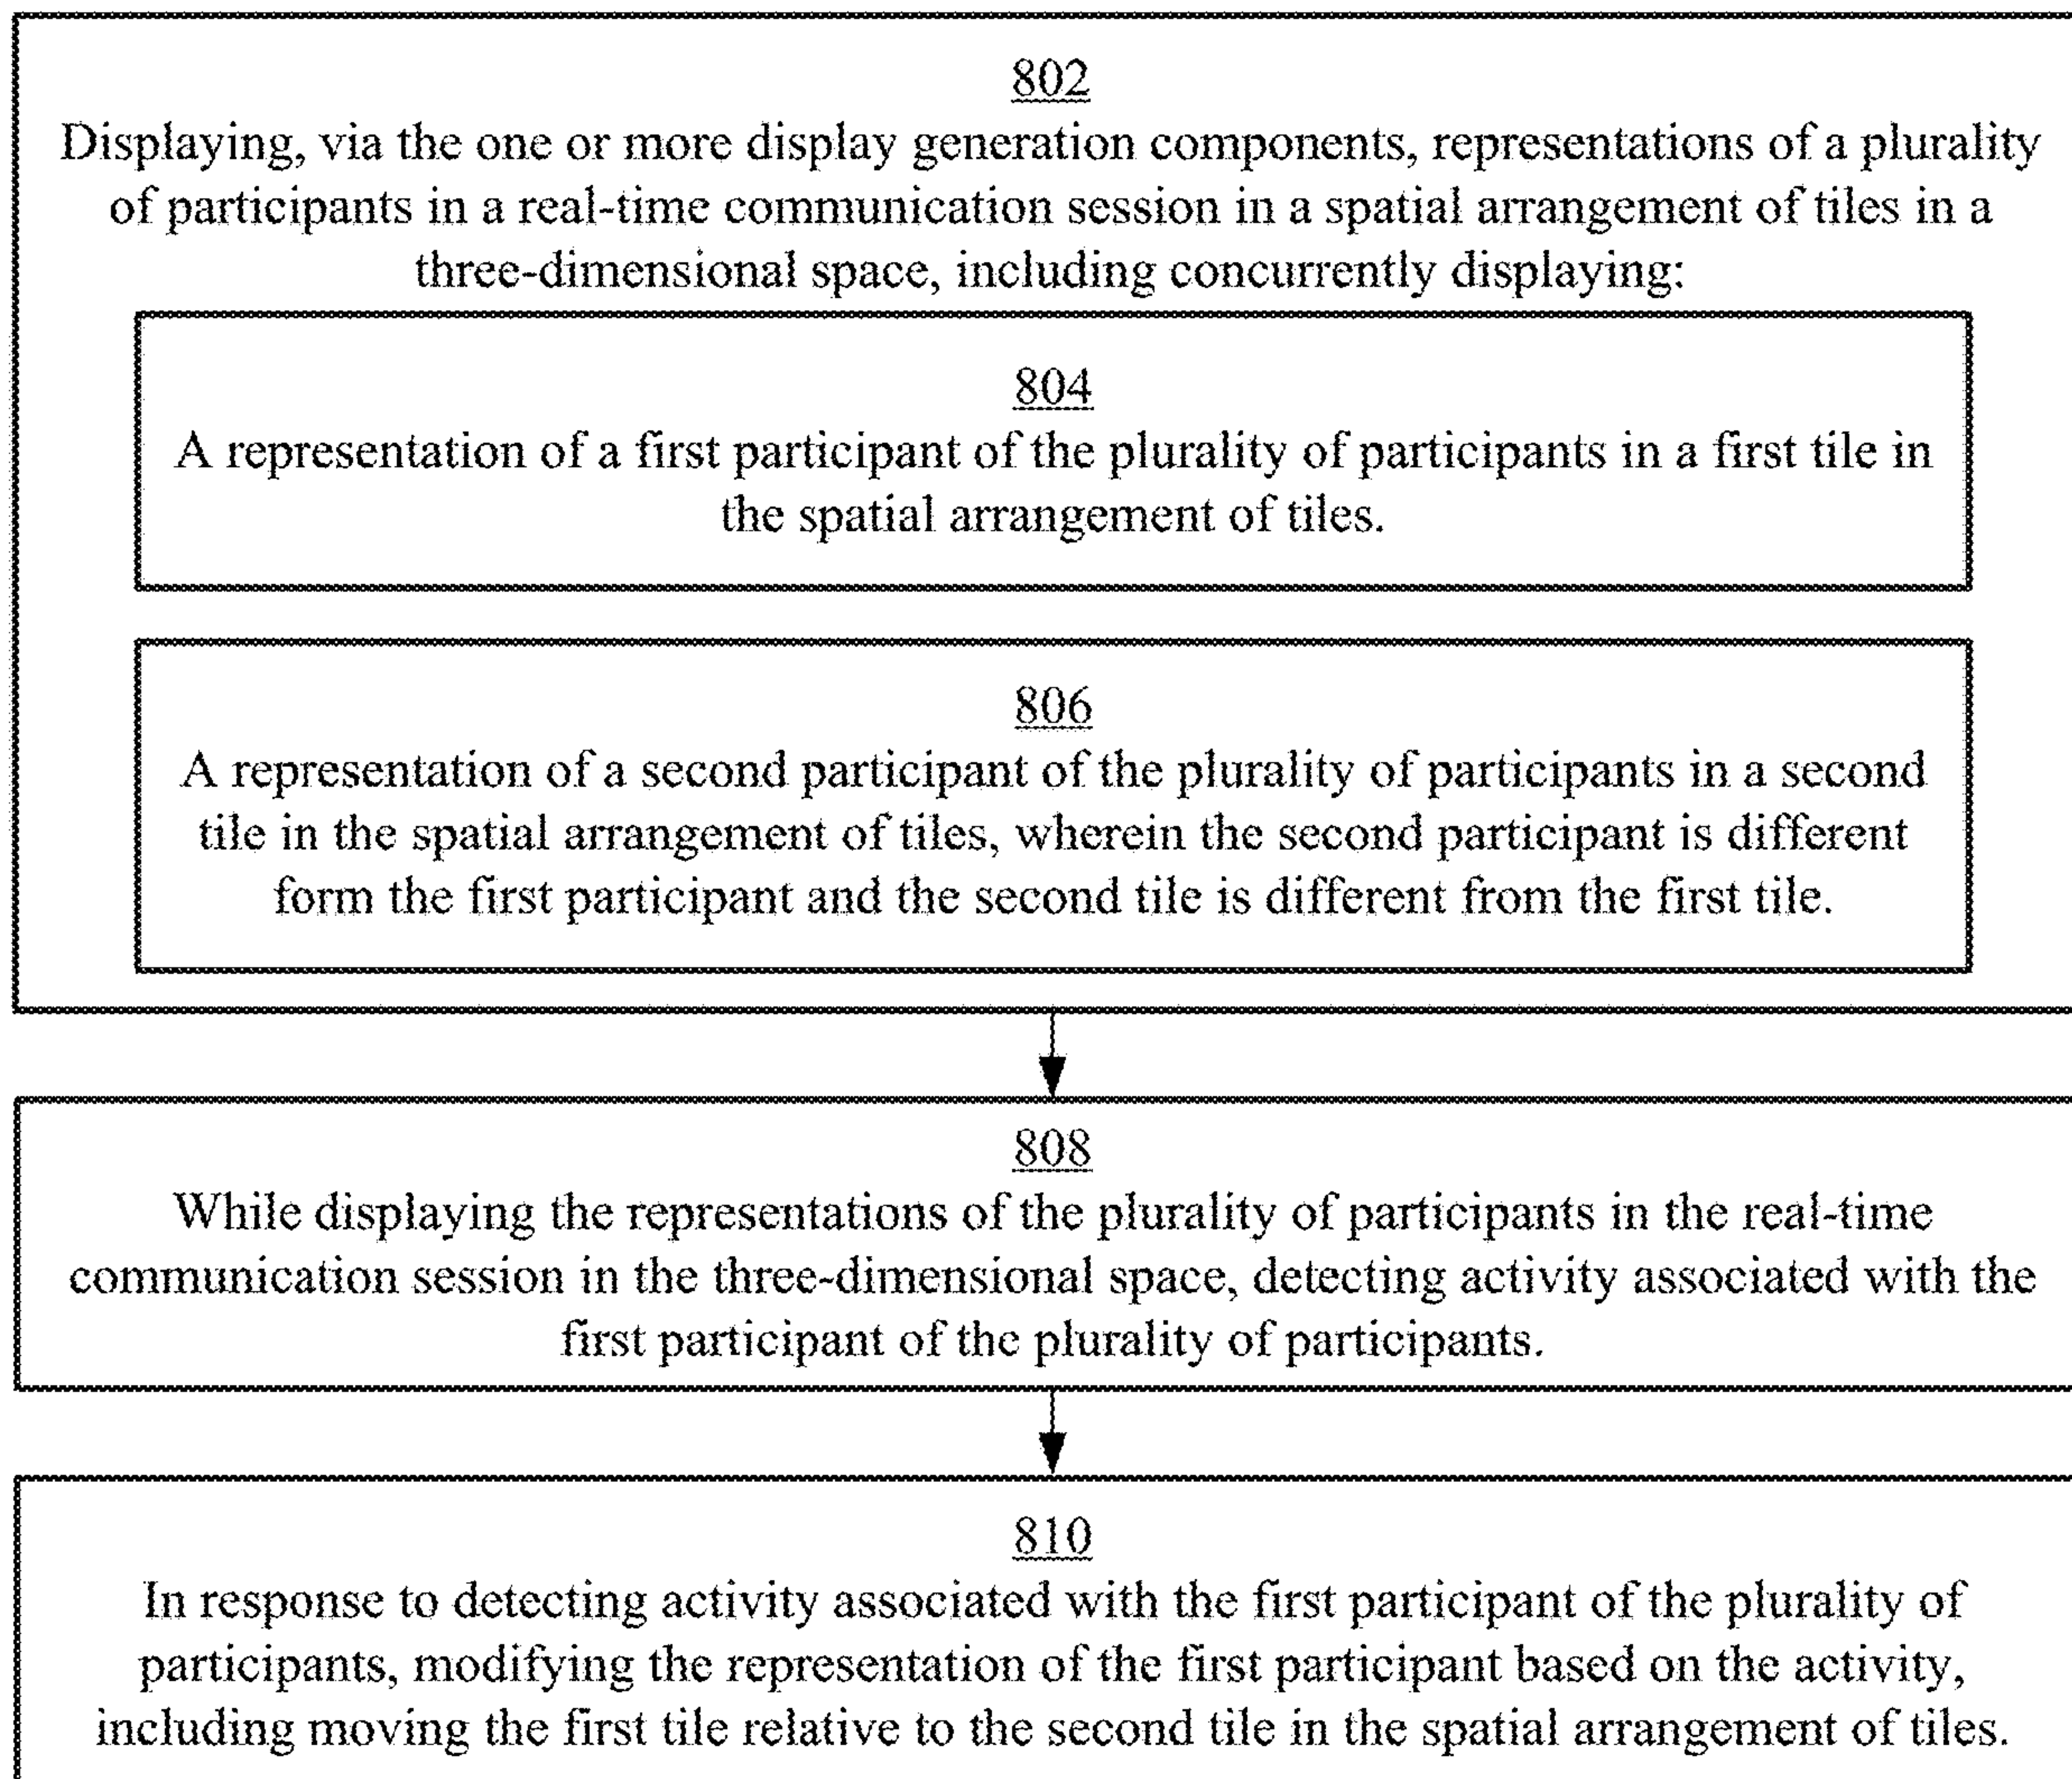 802
Displaying, via the one or more display generation components, representations of a plurality
of participants in a real-time communication session in a spatial arrangement of tiles in a
three-dimensional space, including concurrently displaying:
804
A representation of a first participant of the plurality of participants in a first tile in
the spatial arrangement of tiles.
806
A representation of a second participant of the plurality of participants in a second
tile in the spatial arrangement of tiles, wherein the second participant is different
form the first participant and the second tile is different from the first tile.
808
While displaying the representations of the plurality of participants in the real-time
communication session in the three-dimensional space, detecting activity associated with the
first participant of the plurality of participants.
810
In response to detecting activity associated with the first participant of the plurality of
participants, modifying the representation of the first participant based on the activity,
including moving the first tile relative to the second tile in the spatial arrangement of tiles.